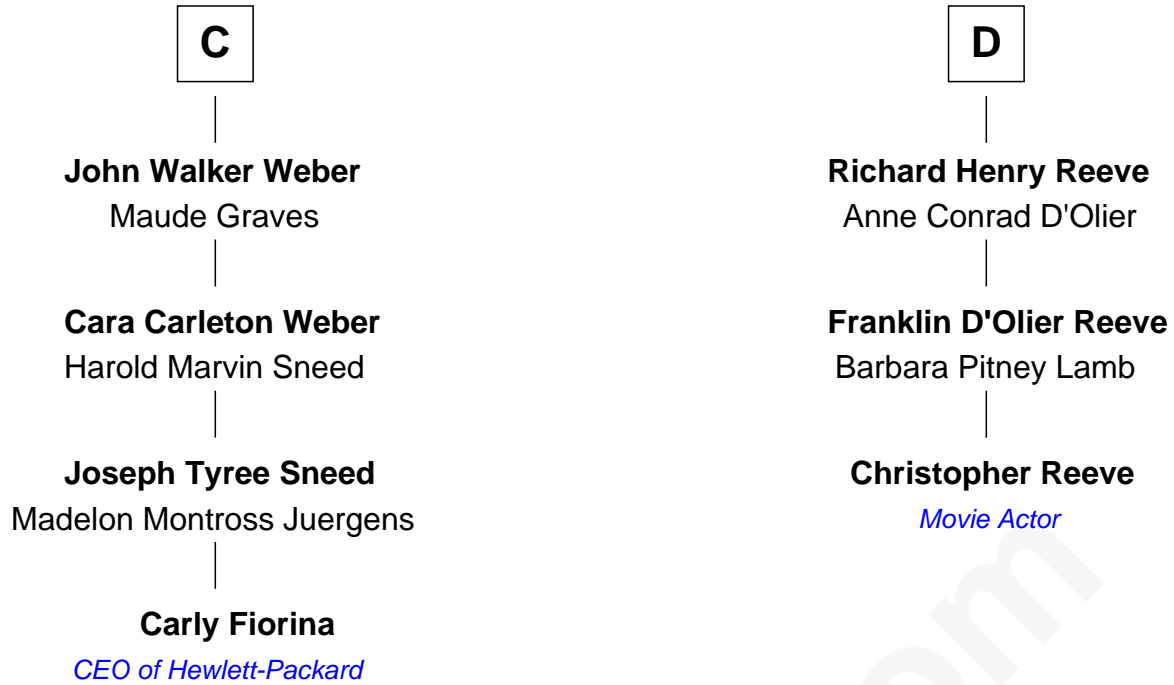 C
John Walker Weber
Maude Graves
Cara Carleton Weber
Harold Marvin Sneed
Joseph Tyree Sneed
Madelon Montross Juergens
Carly Fiorina
CEO of Hewlett-Packard
D
Richard Henry Reeve
Anne Conrad D'Olier
Franklin D'Olier Reeve
Barbara Pitney Lamb
Christopher Reeve
Movie Actor
om